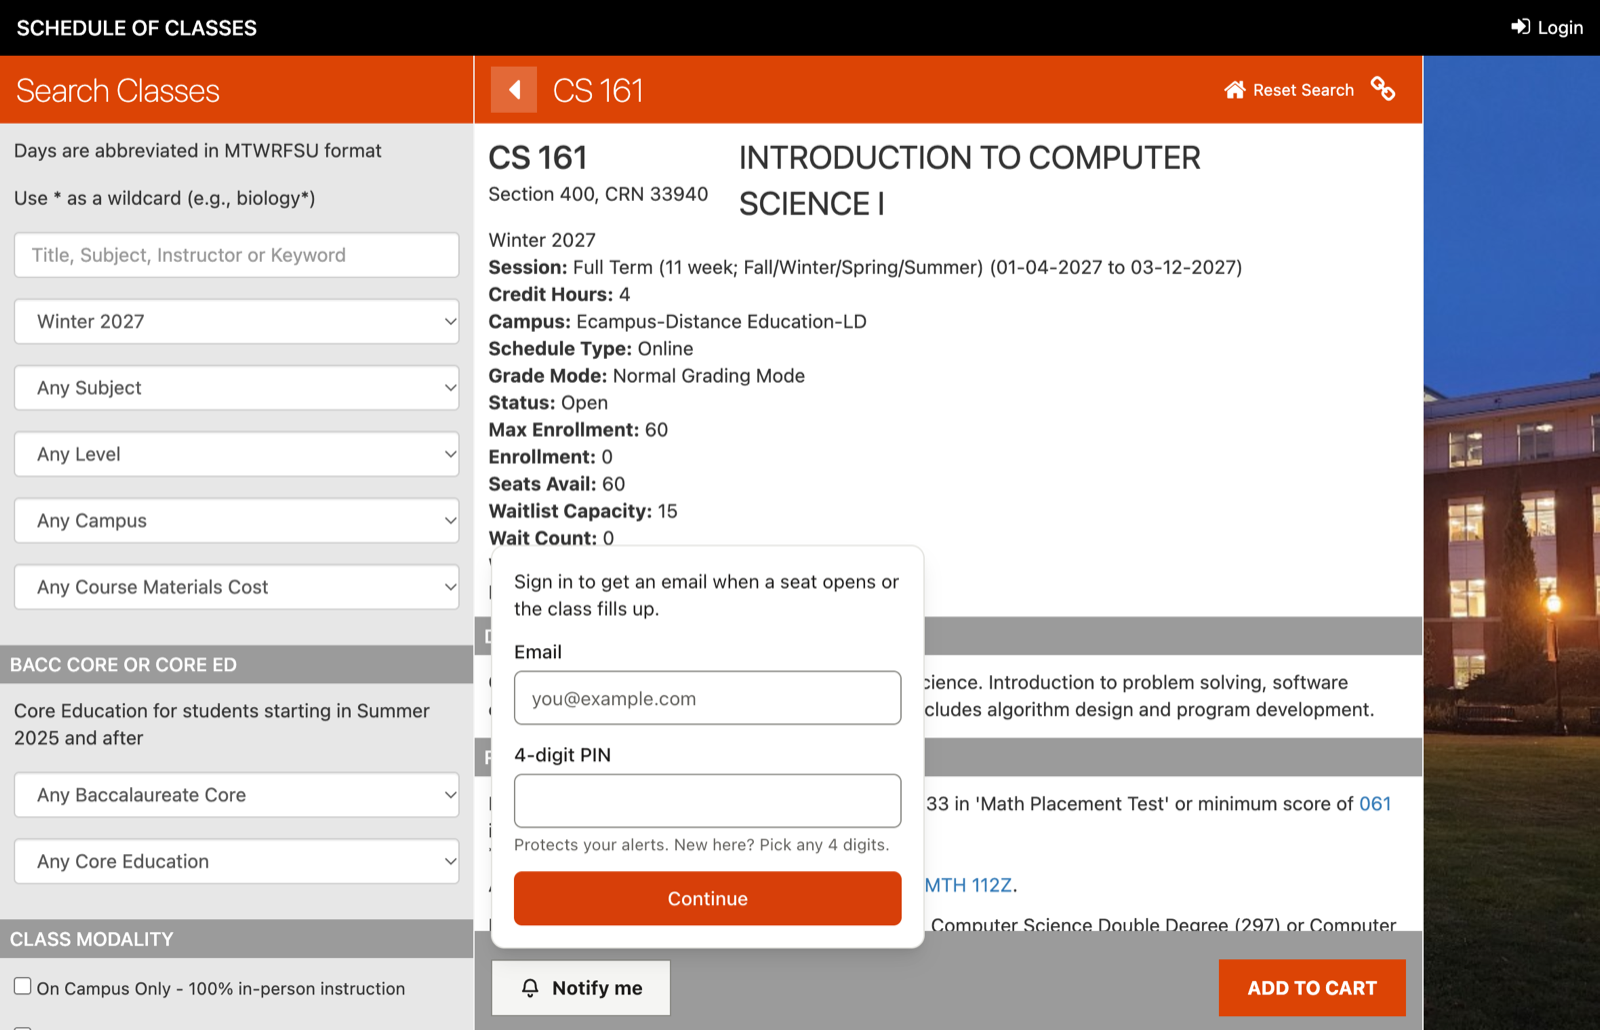 SCHEDULE OF CLASSES
Login
Search Classes
CS 161
Reset Search
Days are abbreviated in MTWRFSU format
Use * as a wildcard (e.g., biology*)
Title, Subject, Instructor or Keyword
Winter 2027
Any Subject
Any Level
Any Campus
Any Course Materials Cost
BACC CORE OR CORE ED
Core Education for students starting in Summer
2025 and after
Any Baccalaureate Core
Any Core Education
CLASS MODALITY
On Campus Only - 100% in-person instruction
CS 161
Section 400, CRN 33940
INTRODUCTION TO COMPUTER
SCIENCE I
Winter 2027
Session: Full Term (11 week; Fall/Winter/Spring/Summer) (01-04-2027 to 03-12-2027)
Credit Hours: 4
Campus: Ecampus-Distance Education-LD
Schedule Type: Online
Grade Mode: Normal Grading Mode
Status: Open
Max Enrollment: 60
Enrollment: 0
Seats Avail: 60
Waitlist Capacity: 15
Wait Count: 0
Sign in to get an email when a seat opens or
the class fills up.
Email
you@example.com
4-digit PIN
Protects your alerts. New here? Pick any 4 digits.
Continue
cience. Introduction to problem solving, software
cludes algorithm design and program development.
33 in 'Math Placement Test' or minimum score of 061
MTH 112Z.
Computer Science Double Degree (297) or Computer
Notify me
ADD TO CART